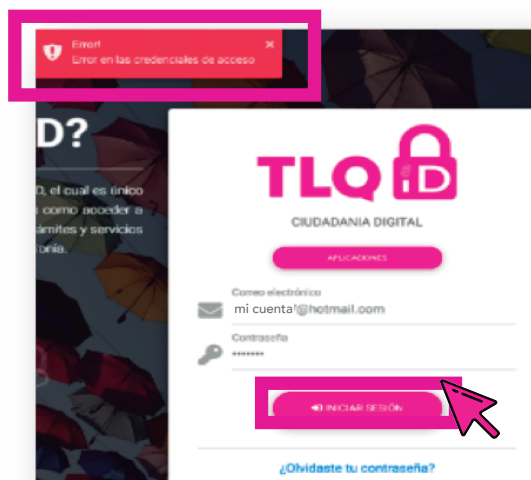 Error!
Error en las credenciales de acceso
×
D?
D, el cual es único
como acceder a
ámites y servicios
onia.
TLQ iD
CIUDADANIA DIGITAL
APLICACIONES
Correo electrónico
mi cuenta'@hotmail.com
Contraseña
•••••••
INICIAR SESIÓN
¿Olvidaste tu contraseña?